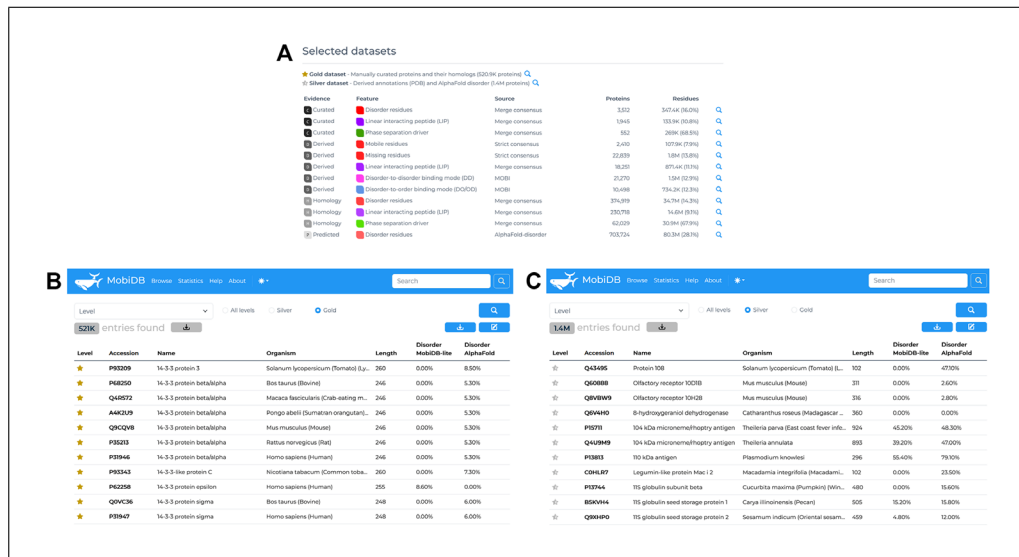 A
Selected datasets
Gold dataset - Manually curated proteins and their homologs (520.9K proteins)
Silver dataset - Derived annotations (PDB) and AlphaFold disorder (1.4M proteins)
Evidence Feature Source Proteins Residues
Curated Disorder residues Merge consensus 3,512 347.4K (16.0%)
Curated Linear interacting peptide (LIP) Merge consensus 1,945 133.9K (10.8%)
Curated Phase separation driver Merge consensus 552 269K (68.5%)
Derived Mobile residues Strict consensus 2,410 107.9K (7.9%)
Derived Missing residues Strict consensus 22,839 1.8M (13.8%)
Derived Linear interacting peptide (LIP) Merge consensus 18,251 871.4K (11.1%)
Derived Disorder-to-disorder binding mode (DD) MOBI 21,270 1.5M (12.9%)
Derived Disorder-to-order binding mode (DO/OD) MOBI 10,498 734.2K (12.3%)
Homology Disorder residues Merge consensus 374,919 34.7M (14.3%)
Homology Linear interacting peptide (LIP) Merge consensus 230,718 14.6M (9.1%)
Homology Phase separation driver Merge consensus 62,029 30.9M (67.9%)
Predicted Disorder residues AlphaFold-disorder 703,724 80.3M (28.1%)
B
MobiDB Browse Statistics Help About Search
Level All levels Silver Gold
521K entries found
Level Accession Name Organism Length Disorder MobiDB-lite Disorder AlphaFold
P93209 14-3-3 protein 3 Solanum lycopersicum (Tomato) (Ly... 260 0.00% 8.50%
P68250 14-3-3 protein beta/alpha Bos taurus (Bovine) 246 0.00% 5.30%
Q4R572 14-3-3 protein beta/alpha Macaca fascicularis (Crab-eating m... 246 0.00% 5.30%
A4K2U9 14-3-3 protein beta/alpha Pongo abelii (Sumatran orangutan)... 246 0.00% 5.30%
Q9CQV8 14-3-3 protein beta/alpha Mus musculus (Mouse) 246 0.00% 5.30%
P35213 14-3-3 protein beta/alpha Rattus norvegicus (Rat) 246 0.00% 5.30%
P31946 14-3-3 protein beta/alpha Homo sapiens (Human) 246 0.00% 5.30%
P93343 14-3-3-like protein C Nicotiana tabacum (Common toba... 260 0.00% 7.30%
P62258 14-3-3 protein epsilon Homo sapiens (Human) 255 8.60% 0.00%
Q0VC36 14-3-3 protein sigma Bos taurus (Bovine) 248 0.00% 6.00%
P31947 14-3-3 protein sigma Homo sapiens (Human) 248 0.00% 6.00%
C
MobiDB Browse Statistics Help About Search
Level All levels Silver Gold
1.4M entries found
Level Accession Name Organism Length Disorder MobiDB-lite Disorder AlphaFold
Q43495 Protein 108 Solanum lycopersicum (Tomato) (L... 102 0.00% 47.10%
Q60888 Olfactory receptor 10D1B Mus musculus (Mouse) 311 0.00% 2.60%
Q8VBW9 Olfactory receptor 10H28 Mus musculus (Mouse) 316 0.00% 2.80%
Q6V4H0 8-hydroxygeraniol dehydrogenase Catharanthus roseus (Madagascar ... 360 0.00% 0.00%
P15711 104 kDa microneme/rhoptry antigen Theileria parva (East coast fever infe... 924 45.20% 48.30%
Q4U9M9 104 kDa microneme/rhoptry antigen Theileria annulata 893 39.20% 47.00%
P13813 110 kDa antigen Plasmodium knowlesi 296 55.40% 79.10%
C0HLR7 Legumin-like protein Mac i 2 Macadamia integrifolia (Macadami... 102 0.00% 23.50%
P13744 11S globulin subunit beta Cucurbita maxima (Pumpkin) (Win... 480 0.00% 15.60%
B5KVH4 11S globulin seed storage protein 1 Carya illinoinensis (Pecan) 505 15.20% 15.80%
Q9XHP0 11S globulin seed storage protein 2 Sesamum indicum (Oriental sesam... 459 4.80% 12.00%